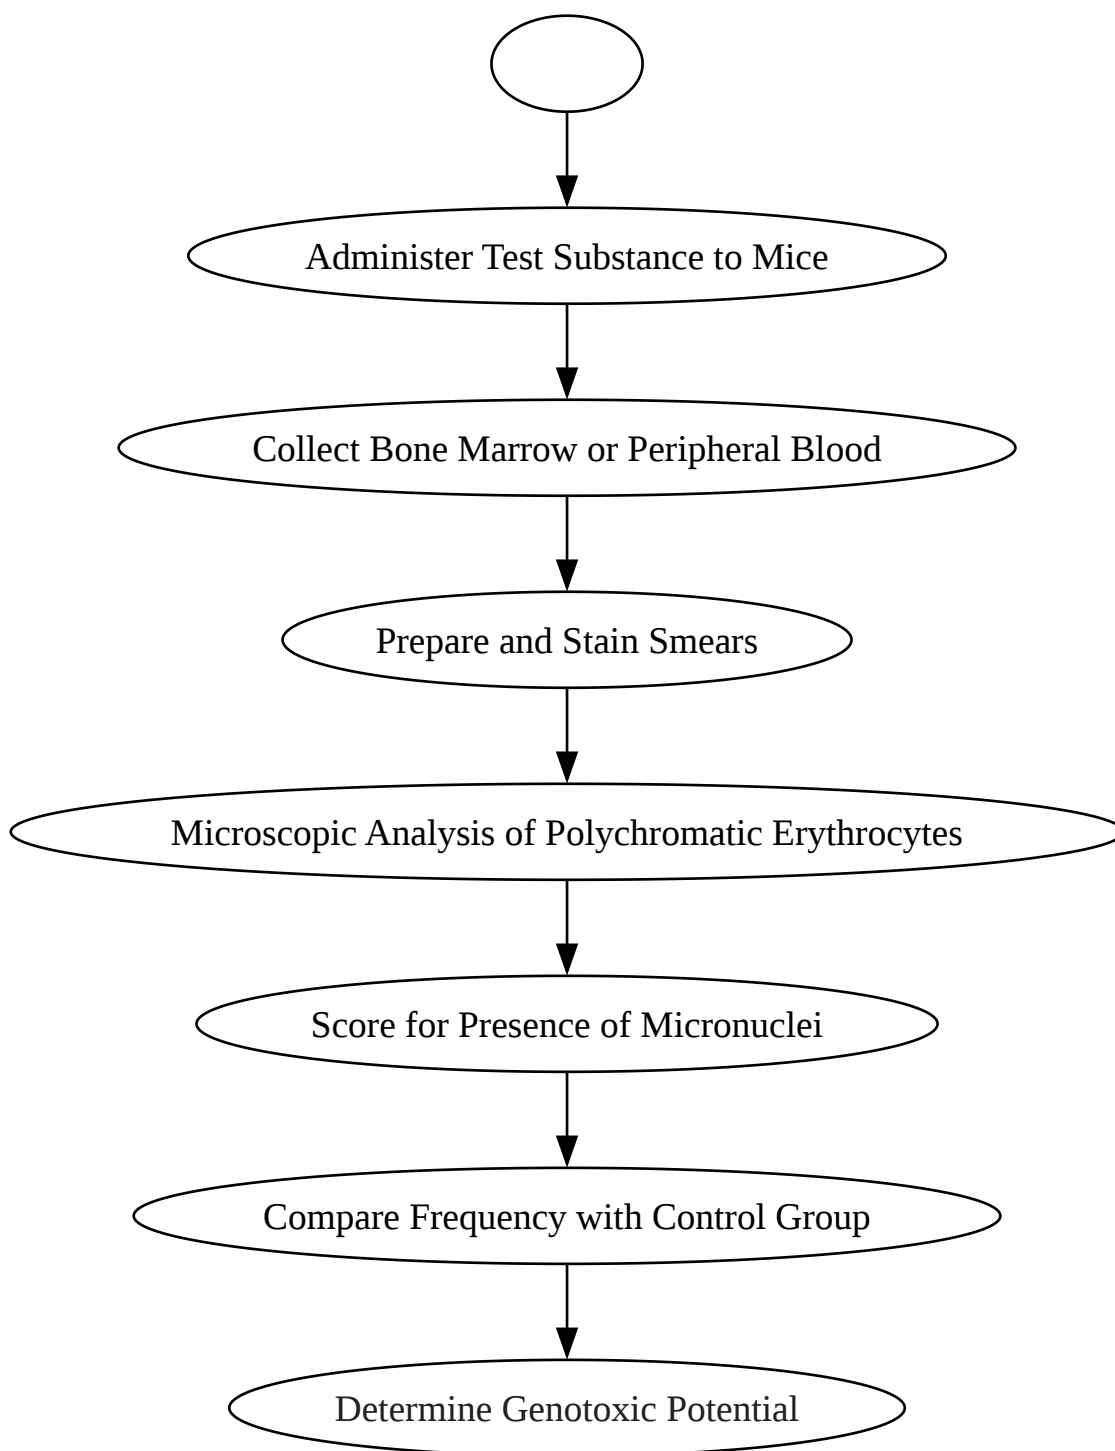 Administer Test Substance to Mice
Collect Bone Marrow or Peripheral Blood
Prepare and Stain Smears
Microscopic Analysis of Polychromatic Erythrocytes
Score for Presence of Micronuclei
Compare Frequency with Control Group
Determine Genotoxic Potential